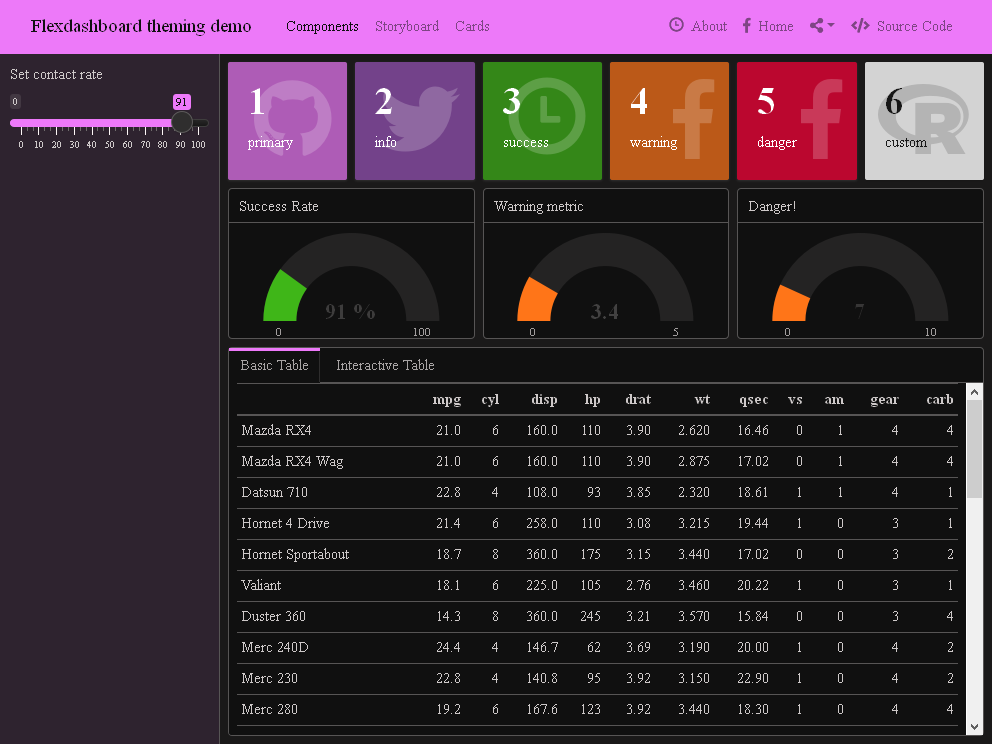 Flexdashboard theming demo Components Storyboard Cards About Home Source Code
Set contact rate
0 91
0 10 20 30 40 50 60 70 80 90 100
1 2 3 4 5 6
primary info success warning danger custom
Success Rate Warning metric Danger!
91 % 3.4 7
0 100 0 5 0 10
Basic Table Interactive Table
mpg cyl disp hp drat wt qsec vs am gear carb
Mazda RX4 21.0 6 160.0 110 3.90 2.620 16.46 0 1 4 4
Mazda RX4 Wag 21.0 6 160.0 110 3.90 2.875 17.02 0 1 4 4
Datsun 710 22.8 4 108.0 93 3.85 2.320 18.61 1 1 4 1
Hornet 4 Drive 21.4 6 258.0 110 3.08 3.215 19.44 1 0 3 1
Hornet Sportabout 18.7 8 360.0 175 3.15 3.440 17.02 0 0 3 2
Valiant 18.1 6 225.0 105 2.76 3.460 20.22 1 0 3 1
Duster 360 14.3 8 360.0 245 3.21 3.570 15.84 0 0 3 4
Merc 240D 24.4 4 146.7 62 3.69 3.190 20.00 1 0 4 2
Merc 230 22.8 4 140.8 95 3.92 3.150 22.90 1 0 4 2
Merc 280 19.2 6 167.6 123 3.92 3.440 18.30 1 0 4 4